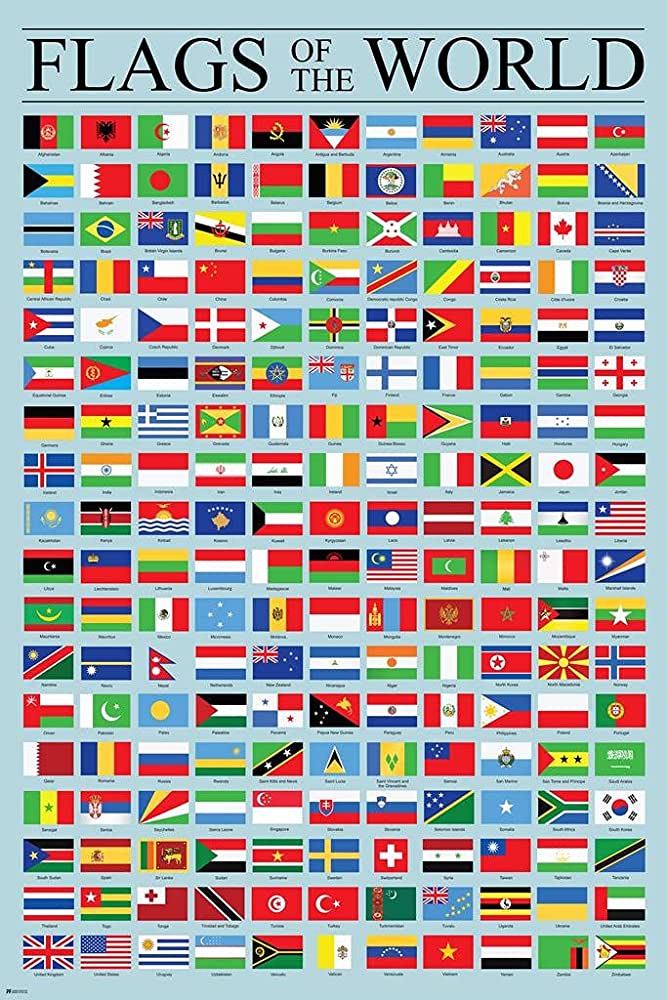 FLAGS OF THE WORLD
Afghanistan Albania Algeria Andorra Angola Antigua and Barbuda Argentina Armenia Australia Austria Azerbaijan
Bahamas Bahrain Bangladesh Barbados Belarus Belgium Belize Benin Bhutan Bolivia Bosnia and Herzegovina
Botswana Brazil British Virgin Islands Brunei Bulgaria Burkina Faso Burundi Cambodia Cameroon Canada Cape Verde
Central African Republic Chad Chile China Colombia Comoros Democratic republic Congo Congo Costa Rica Côte d'Ivoire Croatia
Cuba Cyprus Czech Republic Denmark Djibouti Dominica Dominican Republic East Timor Ecuador Egypt El Salvador
Equatorial Guinea Eritrea Estonia Eswatini Ethiopia Fiji Finland France Gabon Gambia Georgia
Germany Ghana Greece Grenada Guatemala Guinea Guinea-Bissau Guyana Haiti Honduras Hungary
Iceland India Indonesia Iran Iraq Ireland Israel Italy Jamaica Japan Jordan
Kazakhstan Kenya Kiribati Kosovo Kuwait Kyrgyzstan Laos Latvia Lebanon Lesotho Liberia
Libya Liechtenstein Lithuania Luxembourg Madagascar Malawi Malaysia Maldives Mali Malta Marshall Islands
Mauritania Mauritius Mexico Micronesia Moldova Monaco Mongolia Montenegro Morocco Mozambique Myanmar
Namibia Nauru Nepal Netherlands New Zealand Nicaragua Niger Nigeria North Korea North Macedonia Norway
Oman Pakistan Palau Palestine Panama Papua New Guinea Paraguay Peru Philippines Poland Portugal
Qatar Romania Russia Rwanda Saint Kitts and Nevis Saint Lucia Saint Vincent and the Grenadines Samoa San Marino Sao Tome and Principe Saudi Arabia
Senegal Serbia Seychelles Sierra Leone Singapore Slovakia Slovenia Solomon Islands Somalia South Africa South Korea
South Sudan Spain Sri Lanka Sudan Suriname Sweden Switzerland Syria Taiwan Tajikistan Tanzania
Thailand Togo Tonga Trinidad and Tobago Tunisia Turkey Turkmenistan Tuvalu Uganda Ukraine United Arab Emirates
United Kingdom United States Uruguay Uzbekistan Vanuatu Vatican Venezuela Vietnam Yemen Zambia Zimbabwe